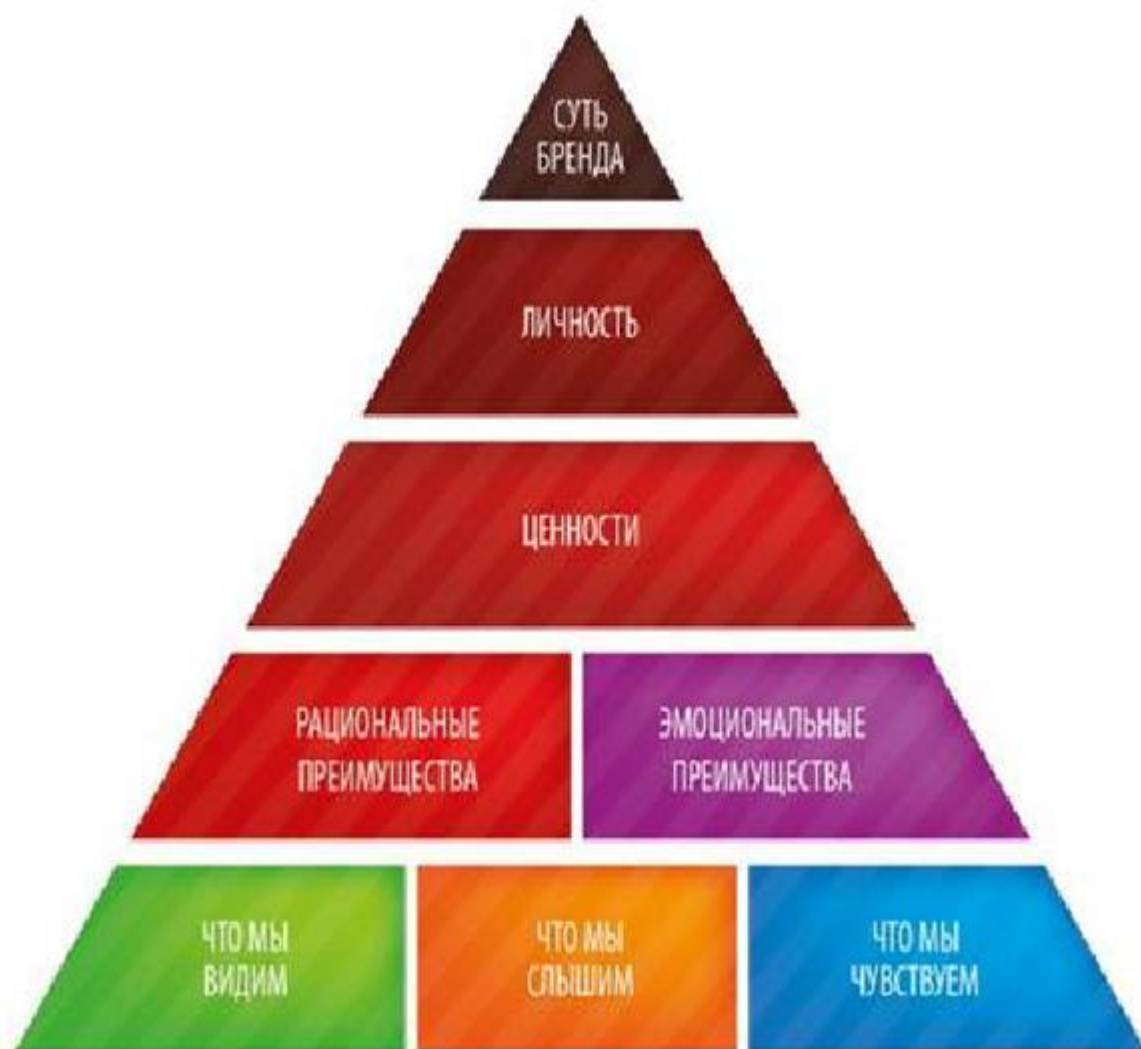 СУТЬ
БРЕНДА
ЛИЧНОСТЬ
ЦЕННОСТИ
РАЦИОНАЛЬНЫЕ
ПРЕИМУЩЕСТВА
ЭМОЦИОНАЛЬНЫЕ
ПРЕИМУЩЕСТВА
ЧТО МЫ
ВИДИМ
ЧТО МЫ
СЛЫШИМ
ЧТО МЫ
ЧУВСТВУЕМ